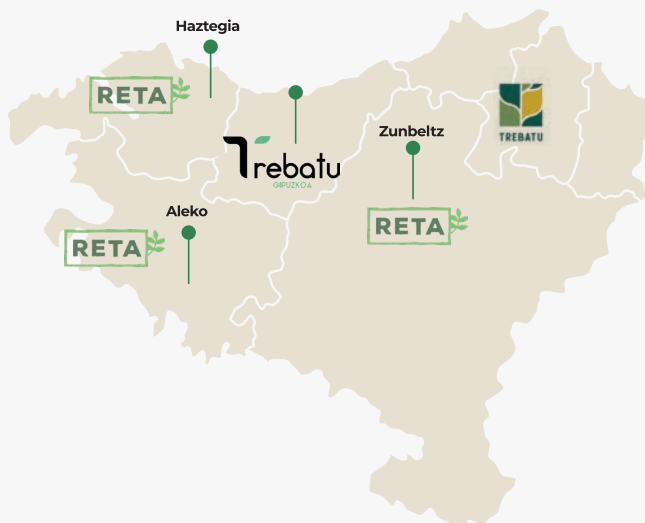 Haztegia
RETA
TREBATU
Zunbeltz
Trebatu
GIPUZKOA
Aleko
RETA
RETA